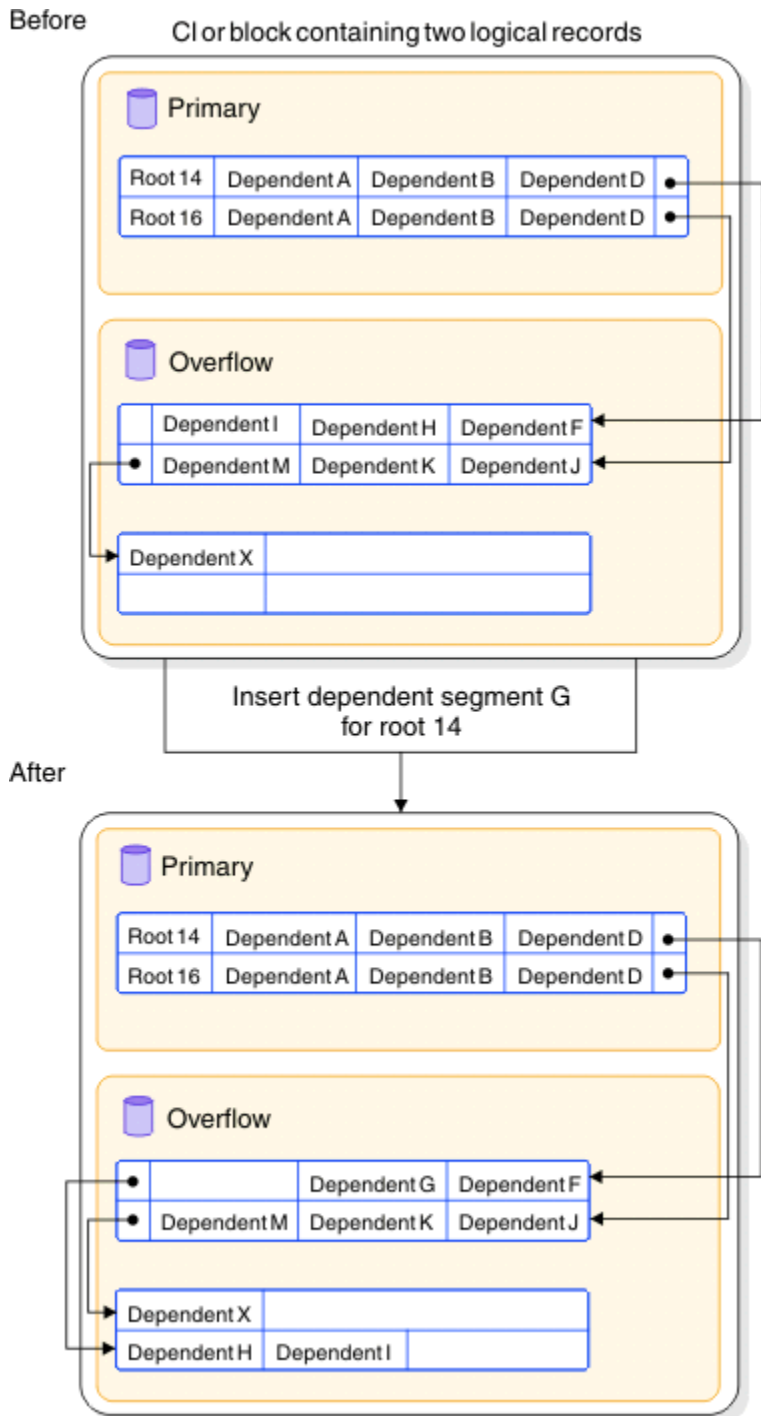 Before
CI or block containing two logical records
Primary
Root 14 Dependent A Dependent B Dependent D
Root 16 Dependent A Dependent B Dependent D
Overflow
Dependent I Dependent H Dependent F
Dependent M Dependent K Dependent J
Dependent X
Insert dependent segment G
for root 14
After
Primary
Root 14 Dependent A Dependent B Dependent D
Root 16 Dependent A Dependent B Dependent D
Overflow
Dependent G Dependent F
Dependent M Dependent K Dependent J
Dependent X
Dependent H Dependent I